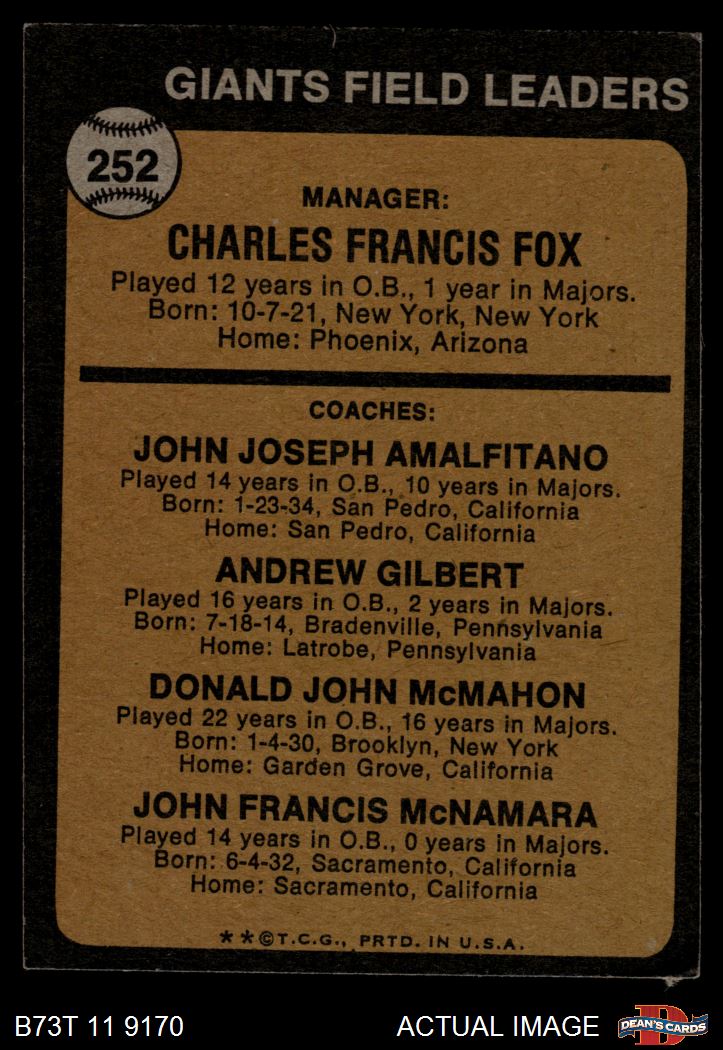 GIANTS FIELD LEADERS
252
MANAGER:
CHARLES FRANCIS FOX
Played 12 years in O.B., 1 year in Majors.
Born: 10-7-21, New York, New York
Home: Phoenix, Arizona
COACHES:
JOHN JOSEPH AMALFITANO
Played 14 years in O.B., 10 years in Majors.
Born: 1-23-34, San Pedro, California
Home: San Pedro, California
ANDREW GILBERT
Played 16 years in O.B., 2 years in Majors.
Born: 7-18-14, Bradenville, Pennsylvania
Home: Latrobe, Pennsylvania
DONALD JOHN McMAHON
Played 22 years in O.B., 16 years in Majors.
Born: 1-4-30, Brooklyn, New York
Home: Garden Grove, California
JOHN FRANCIS McNAMARA
Played 14 years in O.B., 0 years in Majors.
Born: 6-4-32, Sacramento, California
Home: Sacramento, California
**©T.C.G., PRTD. IN U.S.A.
B73T 11 9170 ACTUAL IMAGE
D
DEAN'S CARDS